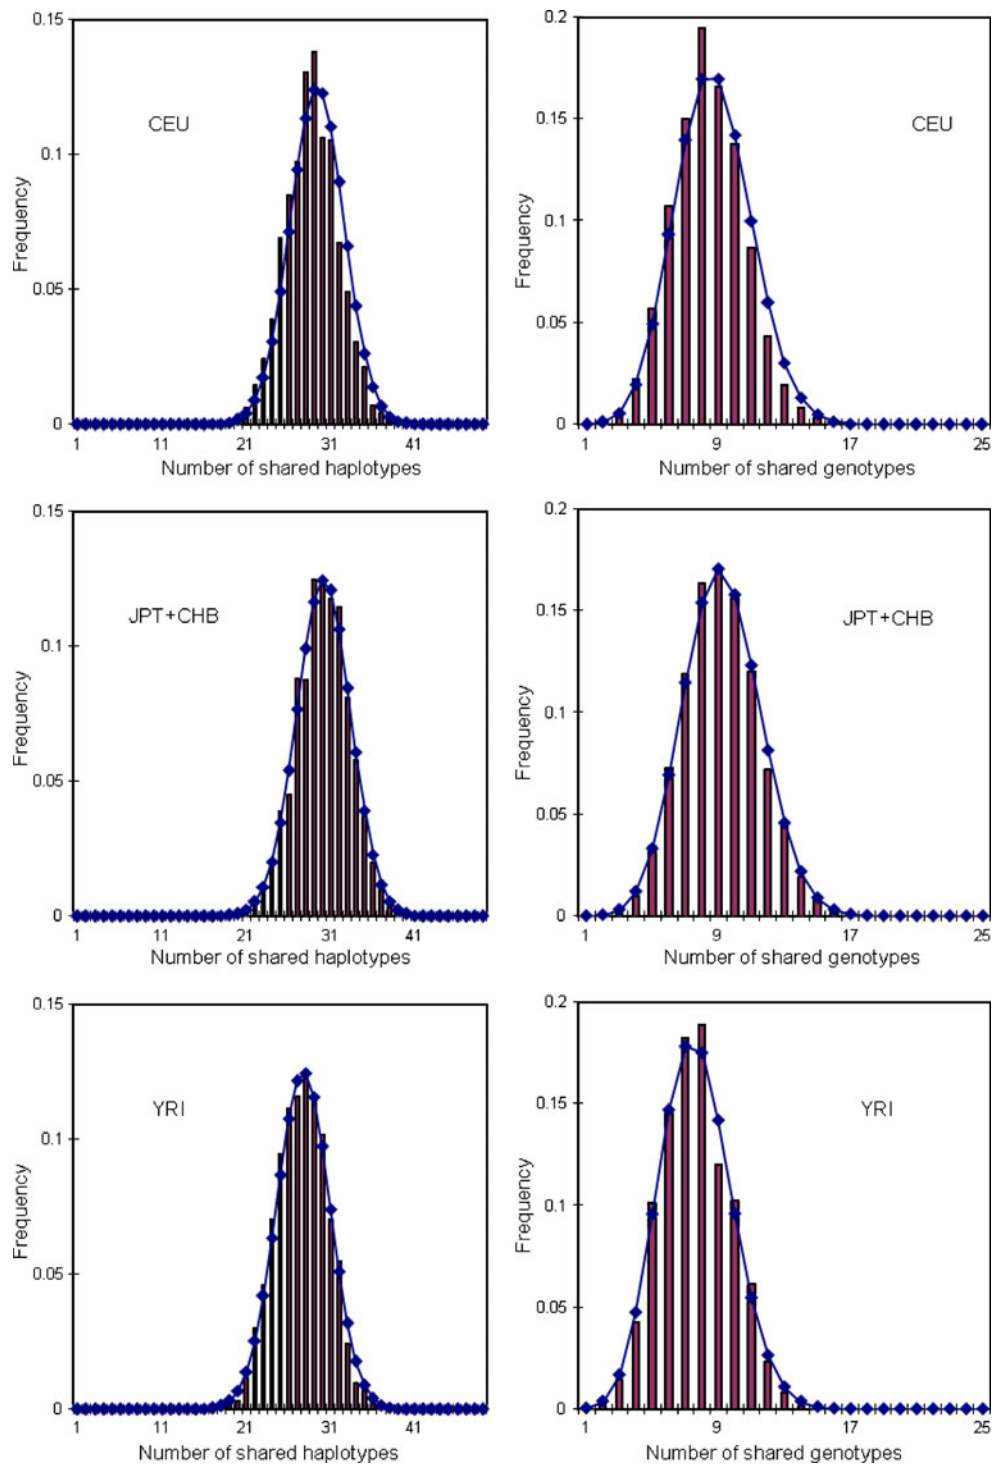 0.15
0.1
0.05
0
CEU
Frequency
1 11 21 31 41
Number of shared haplotypes
0.2
0.15
0.1
0.05
0
CEU
Frequency
1 9 17 25
Number of shared genotypes
0.15
0.1
0.05
0
JPT+CHB
Frequency
1 11 21 31 41
Number of shared haplotypes
0.2
0.15
0.1
0.05
0
JPT+CHB
Frequency
1 9 17 25
Number of shared genotypes
0.15
0.1
0.05
0
YRI
Frequency
1 11 21 31 41
Number of shared haplotypes
0.2
0.15
0.1
0.05
0
YRI
Frequency
1 9 17 25
Number of shared genotypes